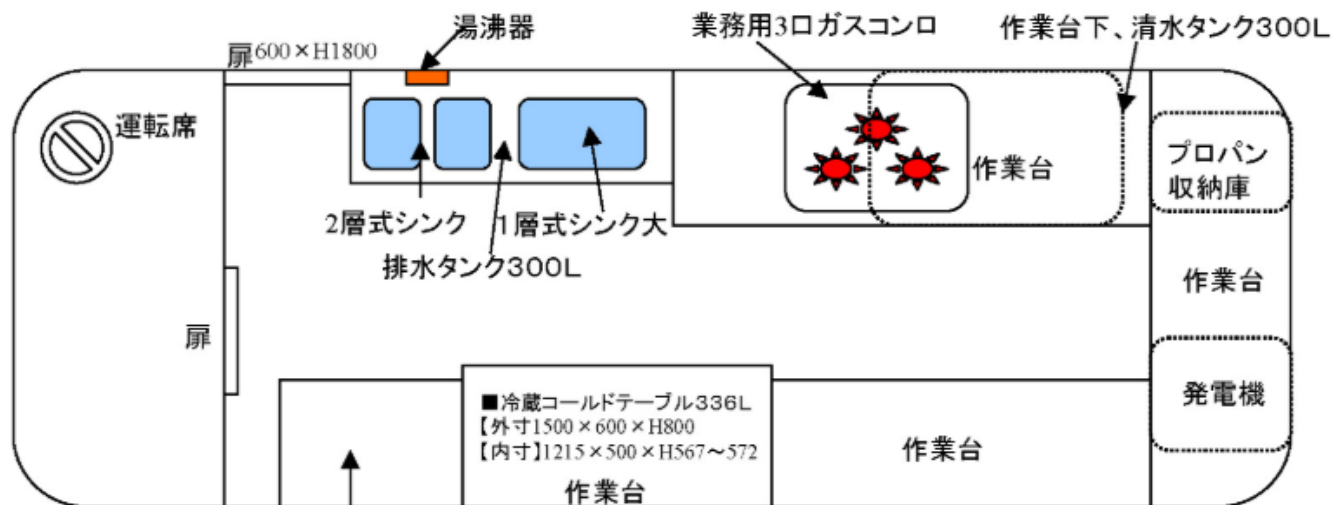 湯沸器
業務用3口ガスコンロ
作業台下、清水タンク300L
扉600×H1800
運転席
作業台
プロパン
収納庫
2層式シンク
1層式シンク大
排水タンク300L
作業台
扉
■冷蔵コールドテーブル336L
【外寸1500×600×H800
【内寸】1215×500×H567~572
作業台
作業台
発電機